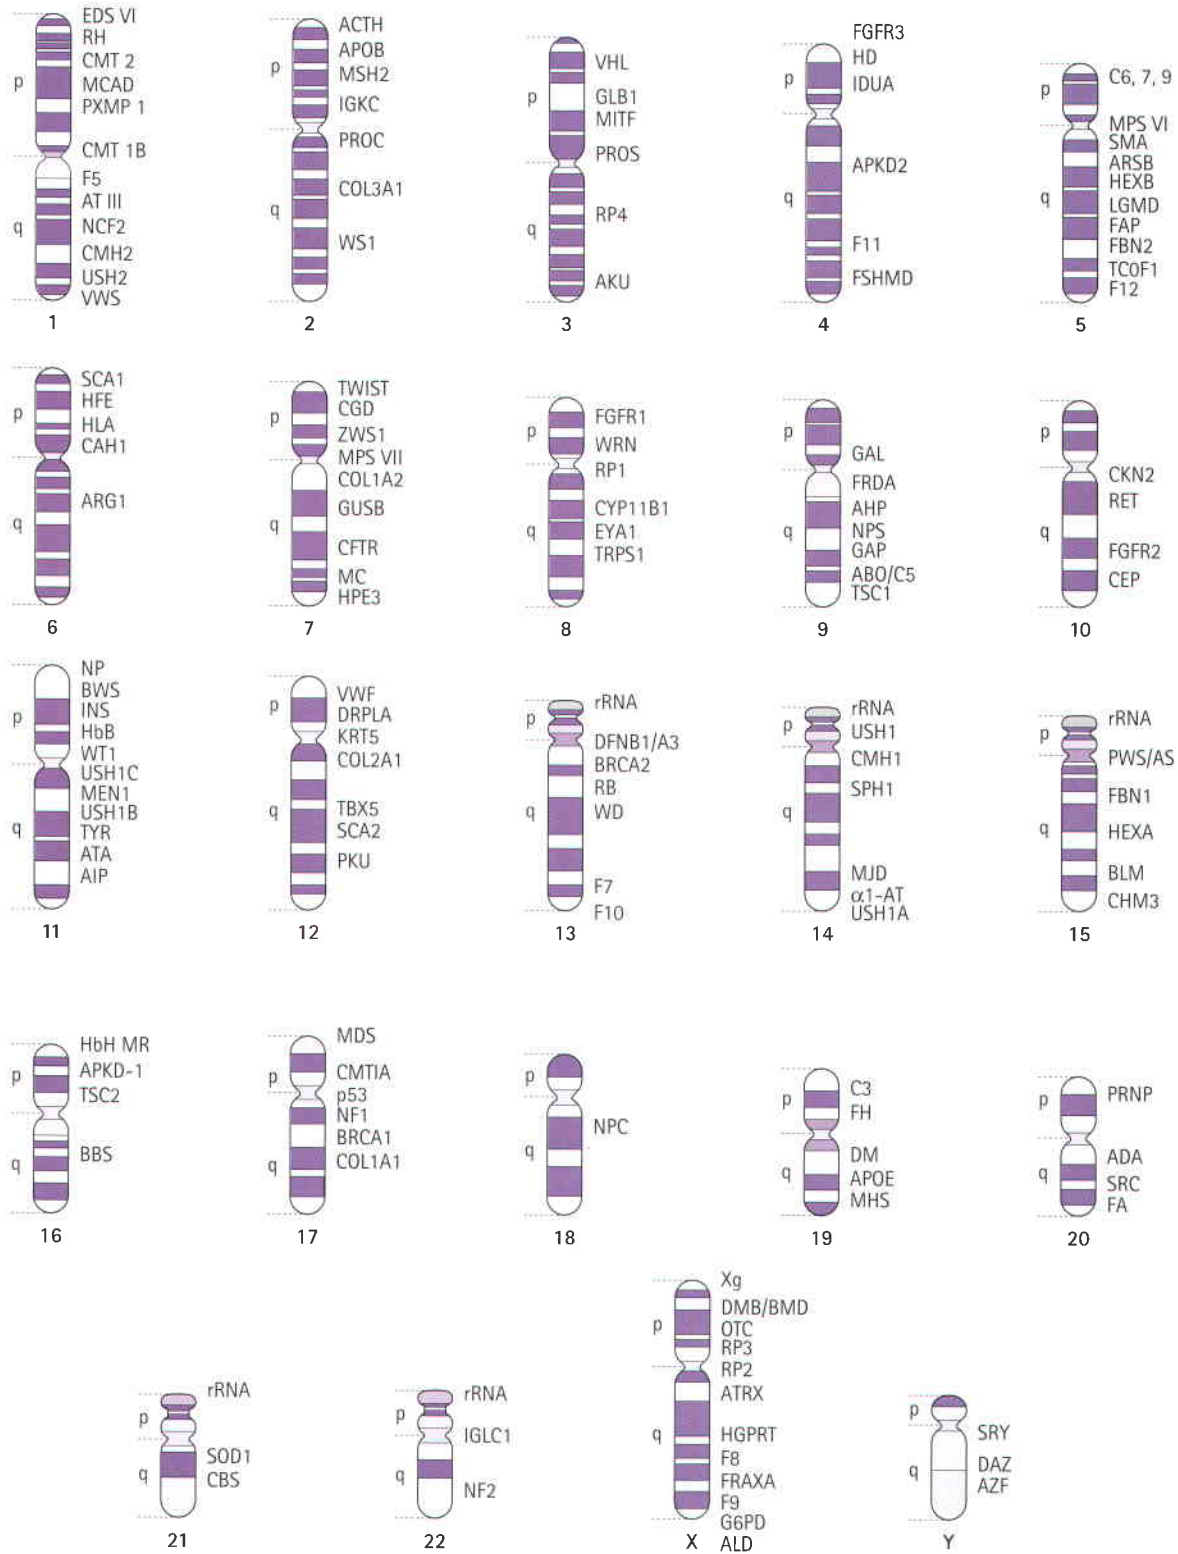 EDS VI
RH
CMT 2
p
MCAD
PXMP 1
CMT 1B
F5
AT III
q
NCF2
CMH2
USH2
VWS
1
ACTH
APOB
p
MSH2
IGKC
PROC
COL3A1
q
WS1
2
VHL
p
GLB1
MITF
PROS
RP4
q
AKU
3
FGFR3
HD
p
IDUA
APKD2
q
F11
FSHMD
4
C6, 7, 9
p
MPS VI
SMA
ARSB
HEXB
q
LGMD
FAP
FBN2
TC0F1
F12
5
SCA1
HFE
p
HLA
CAH1
ARG1
q
6
TWIST
CGD
p
ZWS1
MPS VII
COL1A2
GUSB
q
CFTR
MC
HPE3
7
FGFR1
p
WRN
RP1
CYP11B1
q
EYA1
TRPS1
8
p
GAL
FRDA
AHP
q
NPS
GAP
ABO/C5
TSC1
9
p
CKN2
RET
q
FGFR2
CEP
10
NP
BWS
INS
p
HbB
WT1
USH1C
MEN1
USH1B
q
TYR
ATA
AIP
11
VWF
p
DRPLA
KRT5
COL2A1
TBX5
q
SCA2
PKU
12
rRNA
p
DFNB1/A3
BRCA2
RB
q
WD
F7
F10
13
rRNA
p
USH1
CMH1
SPH1
q
MJD
α1-AT
USH1A
14
rRNA
p
PWS/AS
FBN1
q
HEXA
BLM
CHM3
15
HbH MR
p
APKD-1
TSC2
BBS
q
16
MDS
p
CMTIA
p53
NF1
BRCA1
q
COL1A1
17
p
NPC
q
18
C3
p
FH
DM
q
APOE
MHS
19
PRNP
p
ADA
q
SRC
FA
20
rRNA
p
SOD1
q
CBS
21
rRNA
p
IGLC1
q
NF2
22
Xg
DMB/BMD
p
OTC
RP3
RP2
ATRX
q
HGPRT
F8
FRAXA
F9
G6PD
X
ALD
p
SRY
q
DAZ
AZF
Y